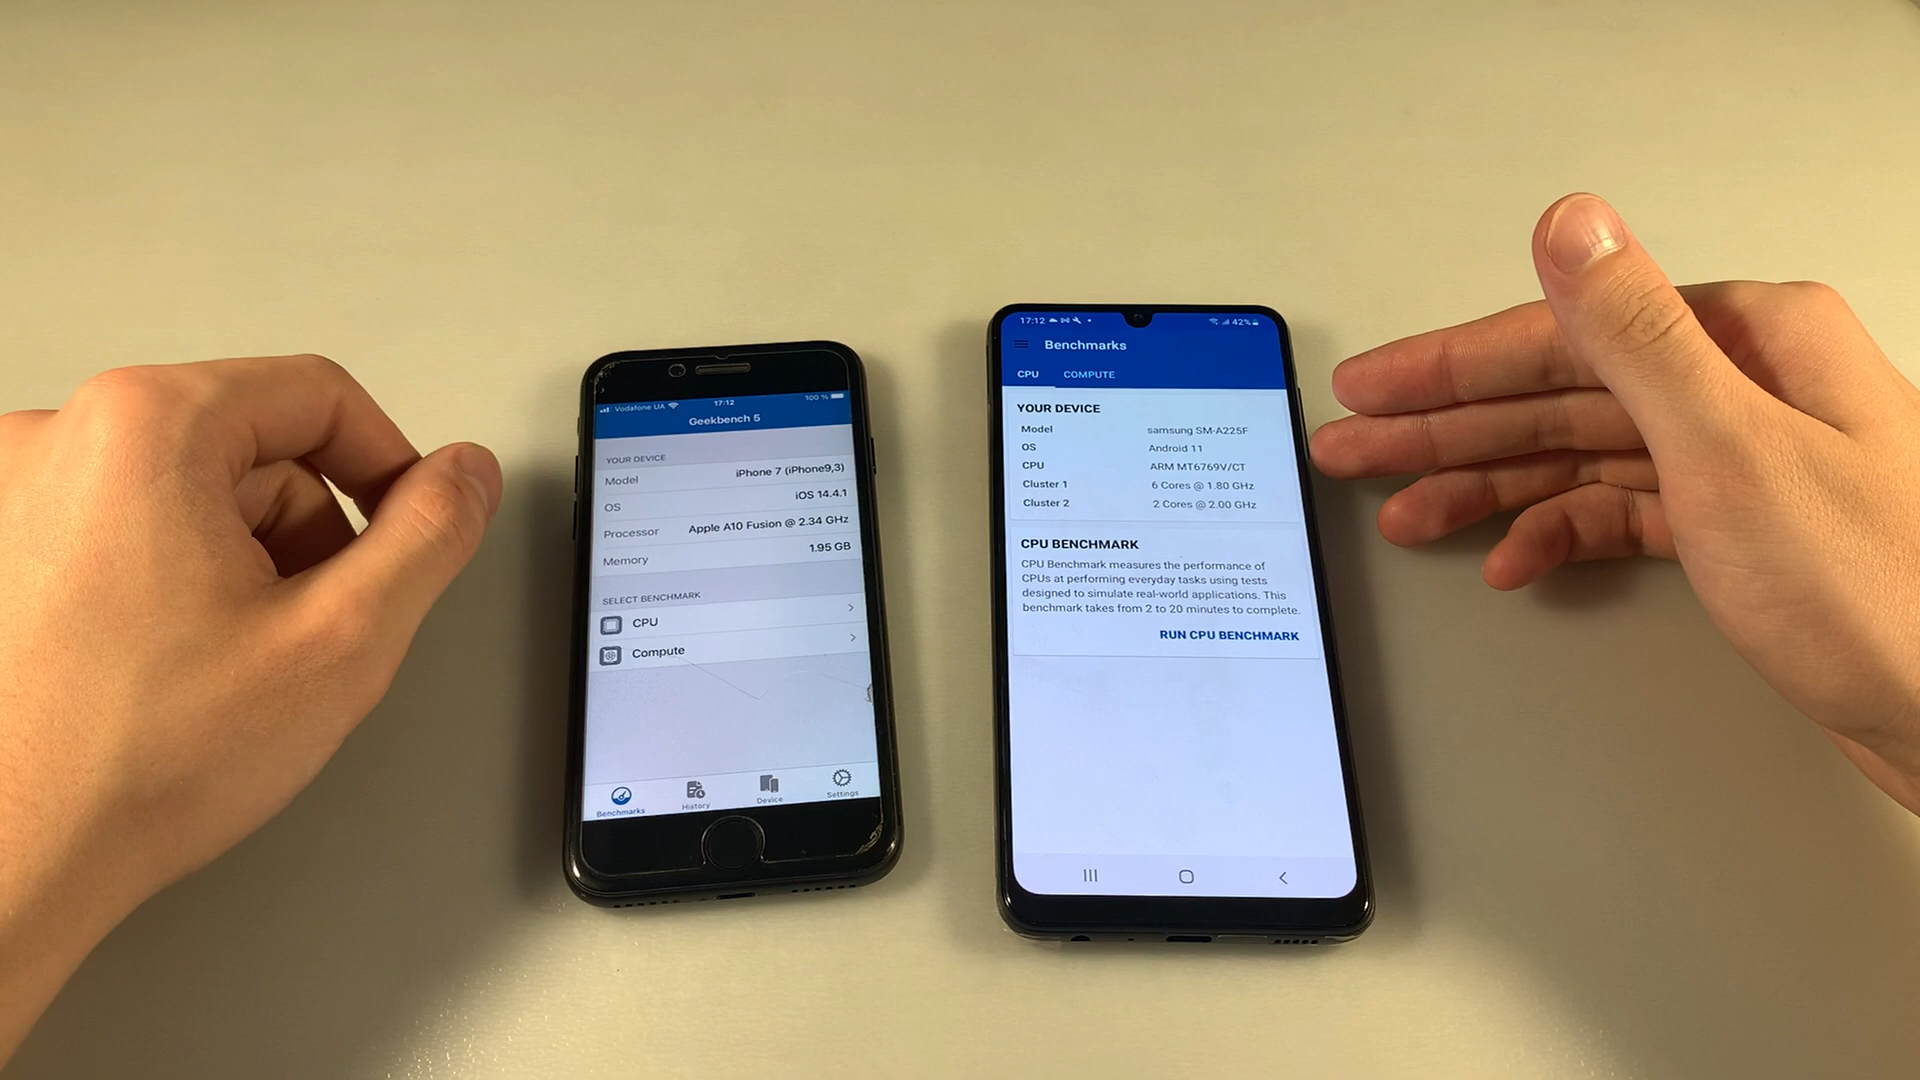 Vodafone UA 17:12 100 %
Geekbench 5
YOUR DEVICE
Model iPhone 7 (iPhone9,3)
OS iOS 14.4.1
Processor Apple A10 Fusion @ 2.34 GHz
Memory 1.95 GB
SELECT BENCHMARK
CPU
Compute
Benchmarks History Device Settings
17:12 42%
Benchmarks
CPU COMPUTE
YOUR DEVICE
Model samsung SM-A225F
OS Android 11
CPU ARM MT6769V/CT
Cluster 1 6 Cores @ 1.80 GHz
Cluster 2 2 Cores @ 2.00 GHz
CPU BENCHMARK
CPU Benchmark measures the performance of
CPUs at performing everyday tasks using tests
designed to simulate real-world applications. This
benchmark takes from 2 to 20 minutes to complete.
RUN CPU BENCHMARK